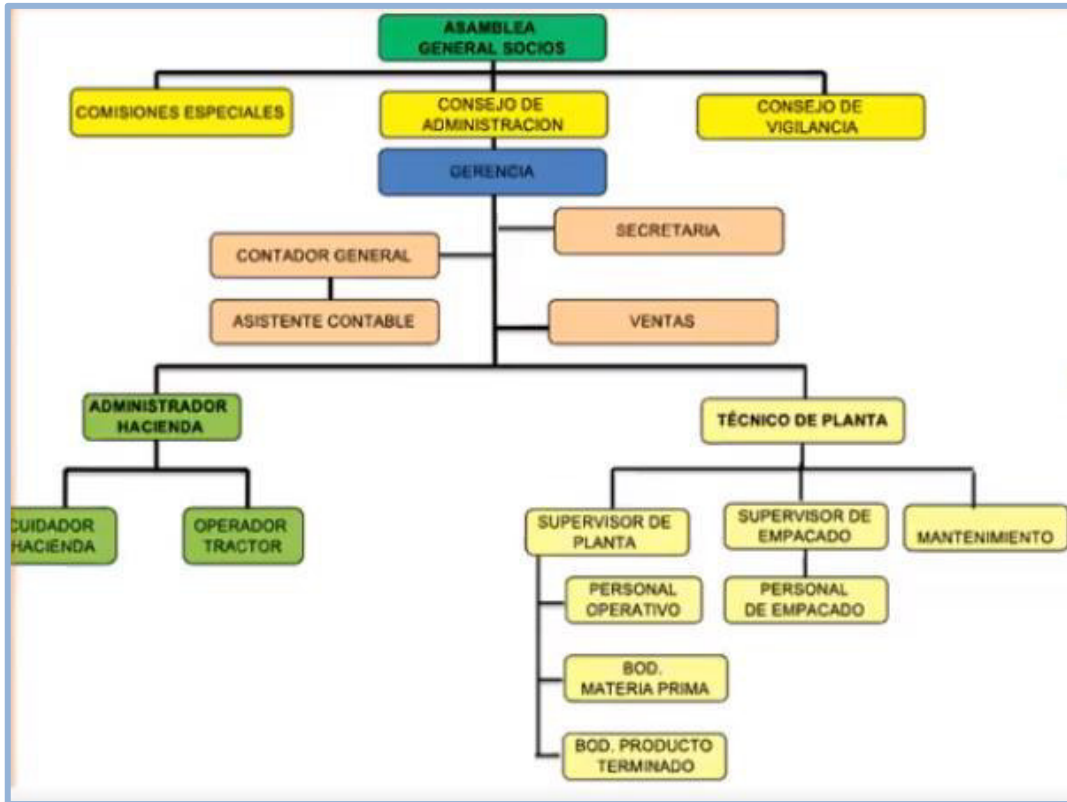 ASAMBLEA
GENERAL SOCIOS
COMISIONES ESPECIALES
CONSEJO DE
ADMINISTRACION
CONSEJO DE
VIGILANCIA
GERENCIA
SECRETARIA
CONTADOR GENERAL
ASISTENTE CONTABLE
VENTAS
ADMINISTRADOR
HACIENDA
TÉCNICO DE PLANTA
CUIDADOR
HACIENDA
OPERADOR
TRACTOR
SUPERVISOR DE
PLANTA
SUPERVISOR DE
EMPACADO
MANTENIMIENTO
PERSONAL
OPERATIVO
PERSONAL
DE EMPACADO
BOD.
MATERIA PRIMA
BOD. PRODUCTO
TERMINADO